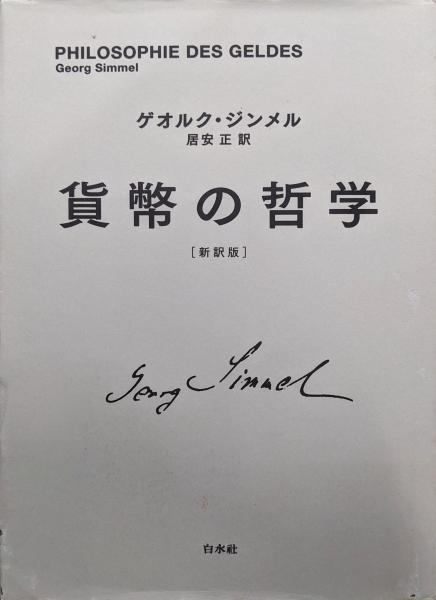 PHILOSOPHIE DES GELDES
Georg Simmel
ゲオルク・ジンメル
居安 正 訳
貨幣の哲学
[新訳版]
Georg Simmel
白水社